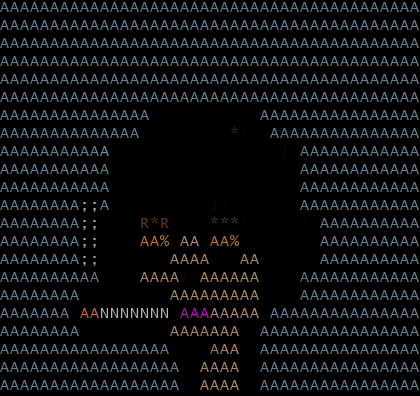 AAAAAAAAAAAAAAAAAAAAAAAAAAAAAAAAAAAAAAAAAA
AAAAAAAAAAAAAAAAAAAAAAAAAAAAAAAAAAAAAAAAAA
AAAAAAAAAAAAAAAAAAAAAAAAAAAAAAAAAAAAAAAAAA
AAAAAAAAAAAAAAAAAAAAAAAAAAAAAAAAAAAAAAAAAA
AAAAAAAAAAAAAAAAAAAAAAAAAAAAAAAAAAAAAAAAAA
AAAAAAAAAAAAAAAAAAAAAAAAAAAAAAAAAAAAAAAAAA
AAAAAAAAAAAAAAA           AAAAAAAAAAAAAAAA
AAAAAAAAAAAAAA         *   AAAAAAAAAAAAAAA
AAAAAAAAAAA                   AAAAAAAAAAAA
AAAAAAAAAAA                   AAAAAAAAAAAA
AAAAAAAAAAA                   AAAAAAAAAAAA
AAAAAAAA;;A                   AAAAAAAAAAAA
AAAAAAAA;;    R*R    ***        AAAAAAAAAA
AAAAAAAA;;    AA% AA AA%        AAAAAAAAAA
AAAAAAAA;;       AAAA   AA      AAAAAAAAAA
AAAAAAAAAA    AAAA  AAAAAA    AAAAAAAAAAAA
AAAAAAAA         AAAAAAAAA    AAAAAAAAAAAA
AAAAAAA AANNNNNNN AAAAAAAA AAAAAAAAAAAAAAA
AAAAAAAA         AAAAAAA  AAAAAAAAAAAAAAAA
AAAAAAAAAAAAAAAAA    AAA  AAAAAAAAAAAAAAAA
AAAAAAAAAAAAAAAAAA  AAAA  AAAAAAAAAAAAAAAA
AAAAAAAAAAAAAAAAAA  AAAA  AAAAAAAAAAAAAAAA